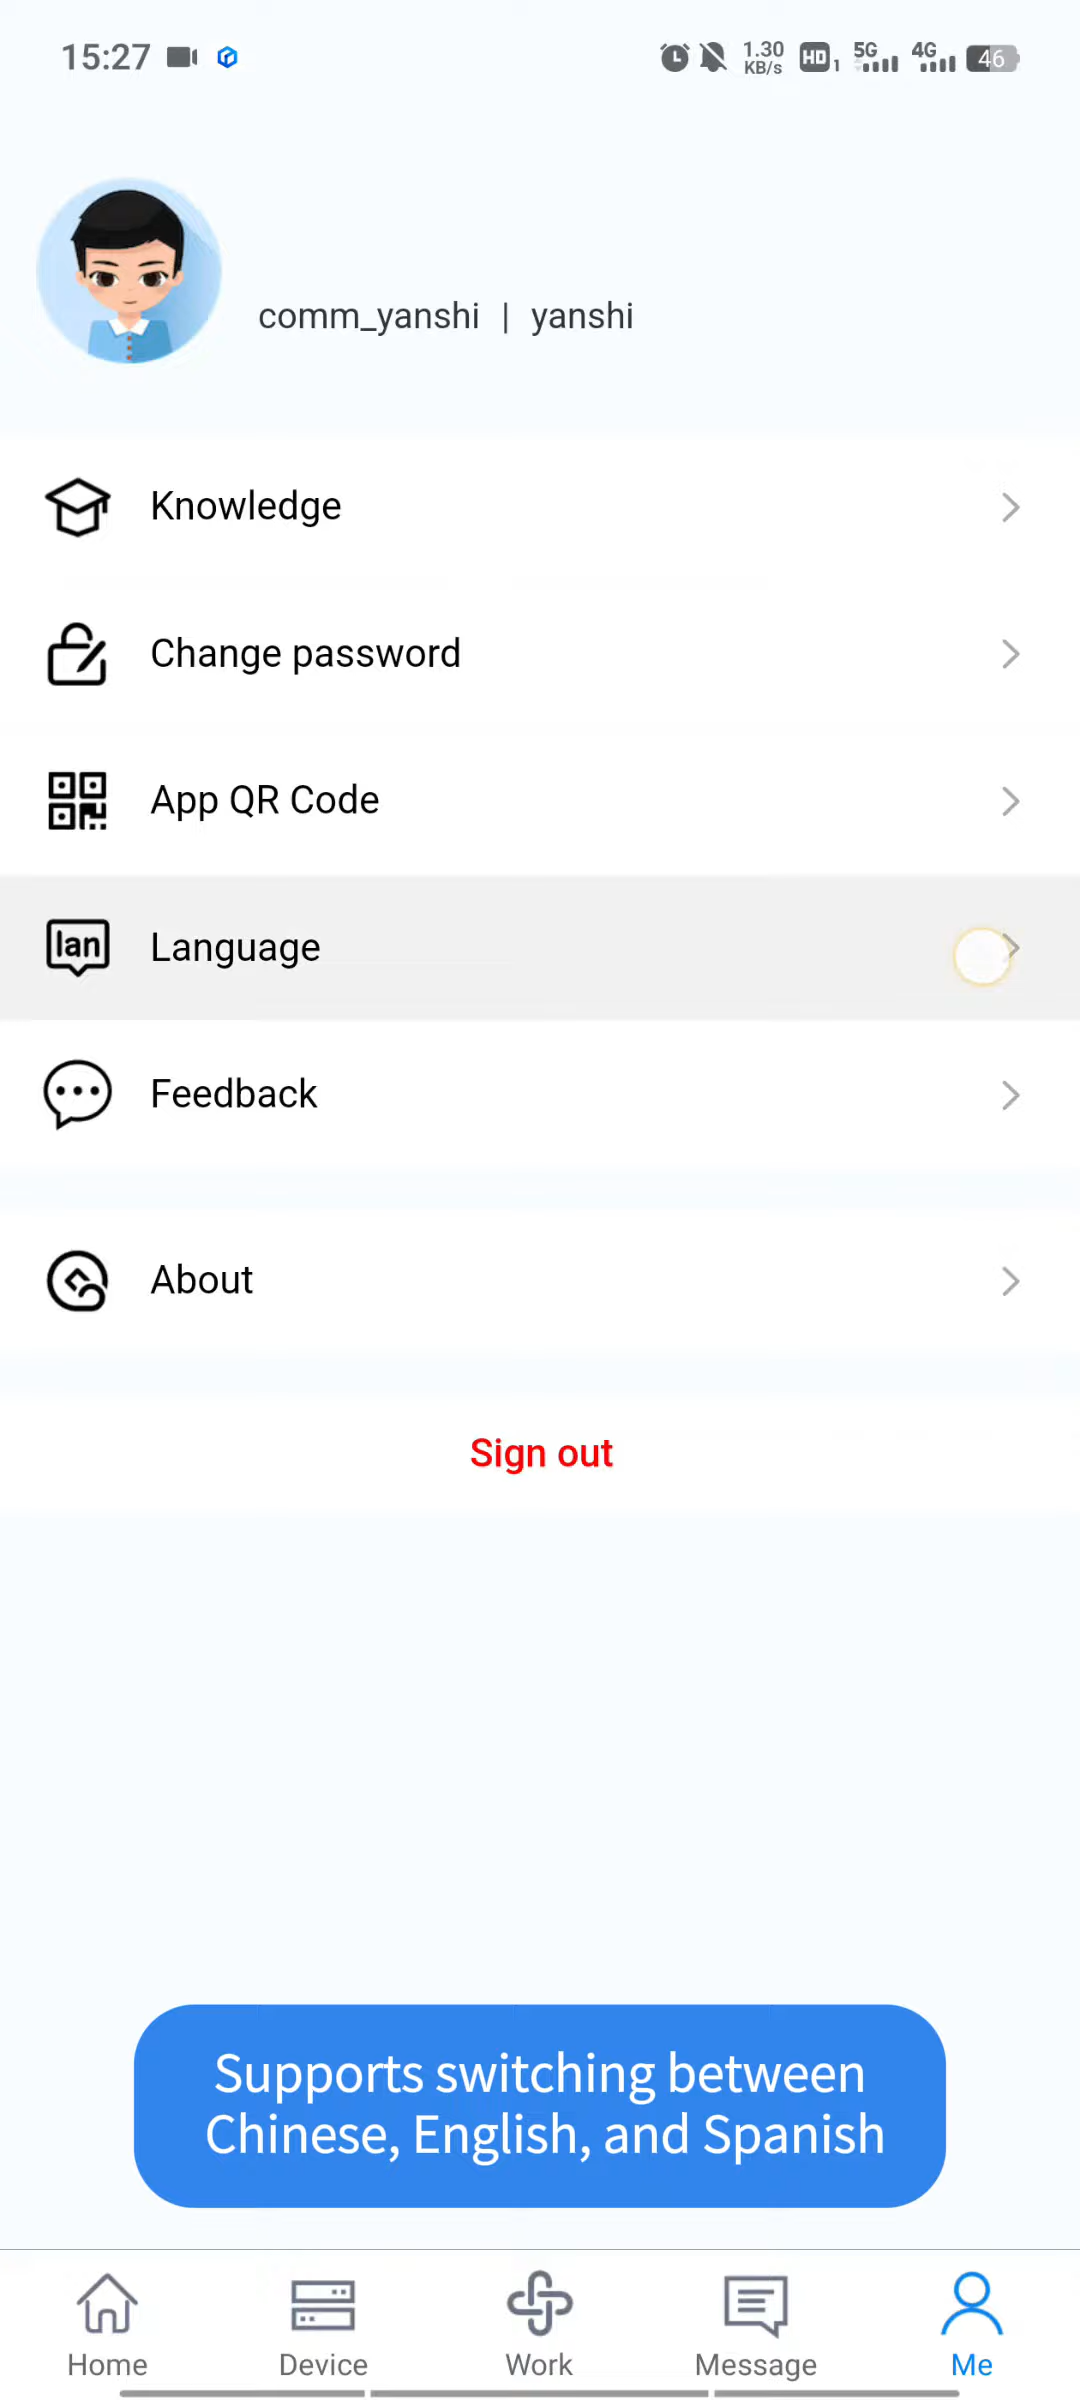 15:27
1.30 KB/s HD 1 5G 4G 46
comm_yanshi | yanshi
Knowledge
Change password
App QR Code
lan Language
Feedback
About
Sign out
Supports switching between
Chinese, English, and Spanish
Home Device Work Message Me